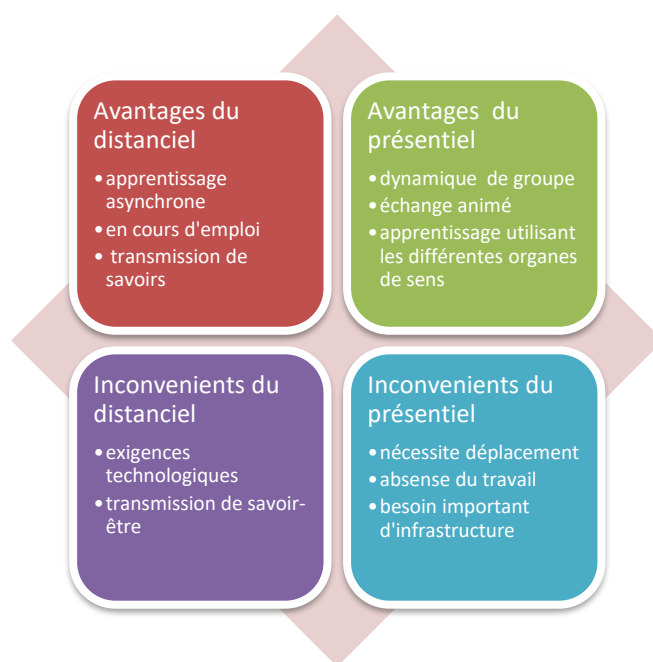 Avantages du
distanciel
•apprentissage
asynchrone
•en cours d'emploi
• transmission de
savoirs
Avantages  du
présentiel
•dynamique  de groupe
•échange animé
•apprentissage utilisant
les différentes organes
de sens
Inconvenients du
distanciel
•exigences
technologiques
•transmission de savoir-
être
Inconvenients du
présentiel
•nécessite déplacement
•absense du travail
•besoin important
d'infrastructure